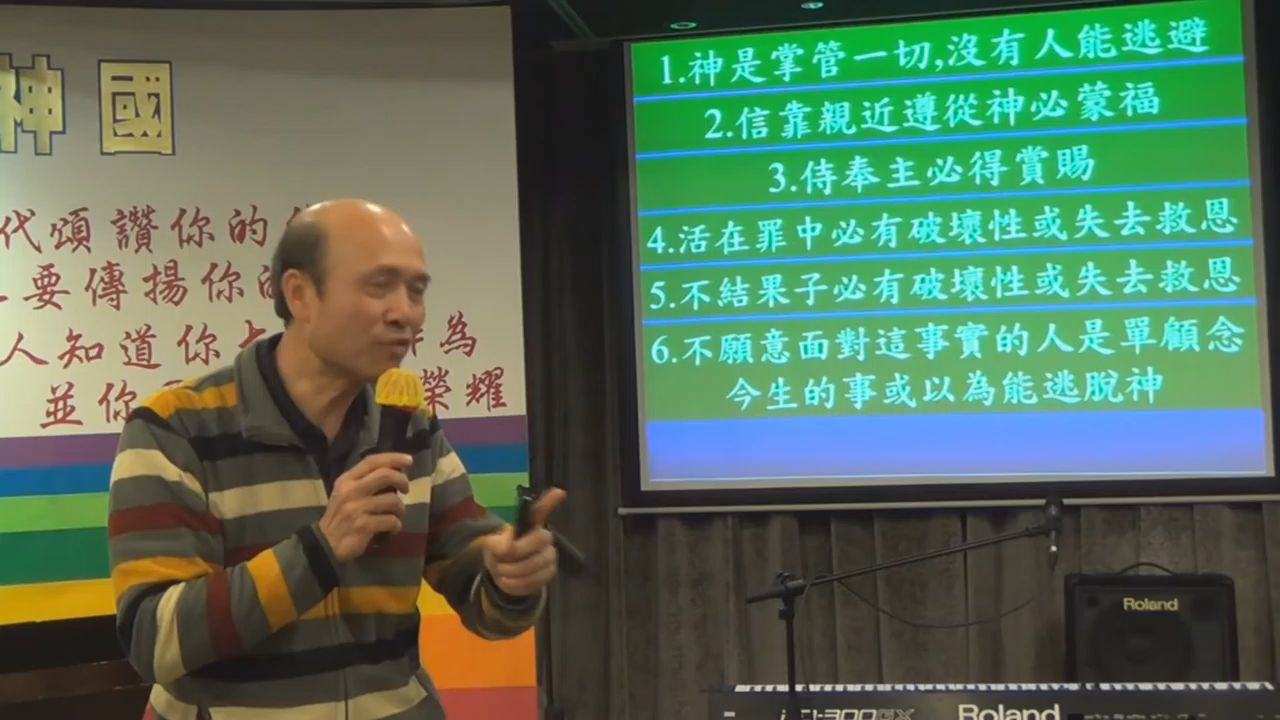 神國
代頌讚你的
要傳揚你的
人知道你 作為
並你 榮耀
1.神是掌管一切,沒有人能逃避
2.信靠親近遵從神必蒙福
3.侍奉主必得賞賜
4.活在罪中必有破壞性或失去救恩
5.不結果子必有破壞性或失去救恩
6.不願意面對這事實的人是單顧念
今生的事或以為能逃脫神
Roland
Roland